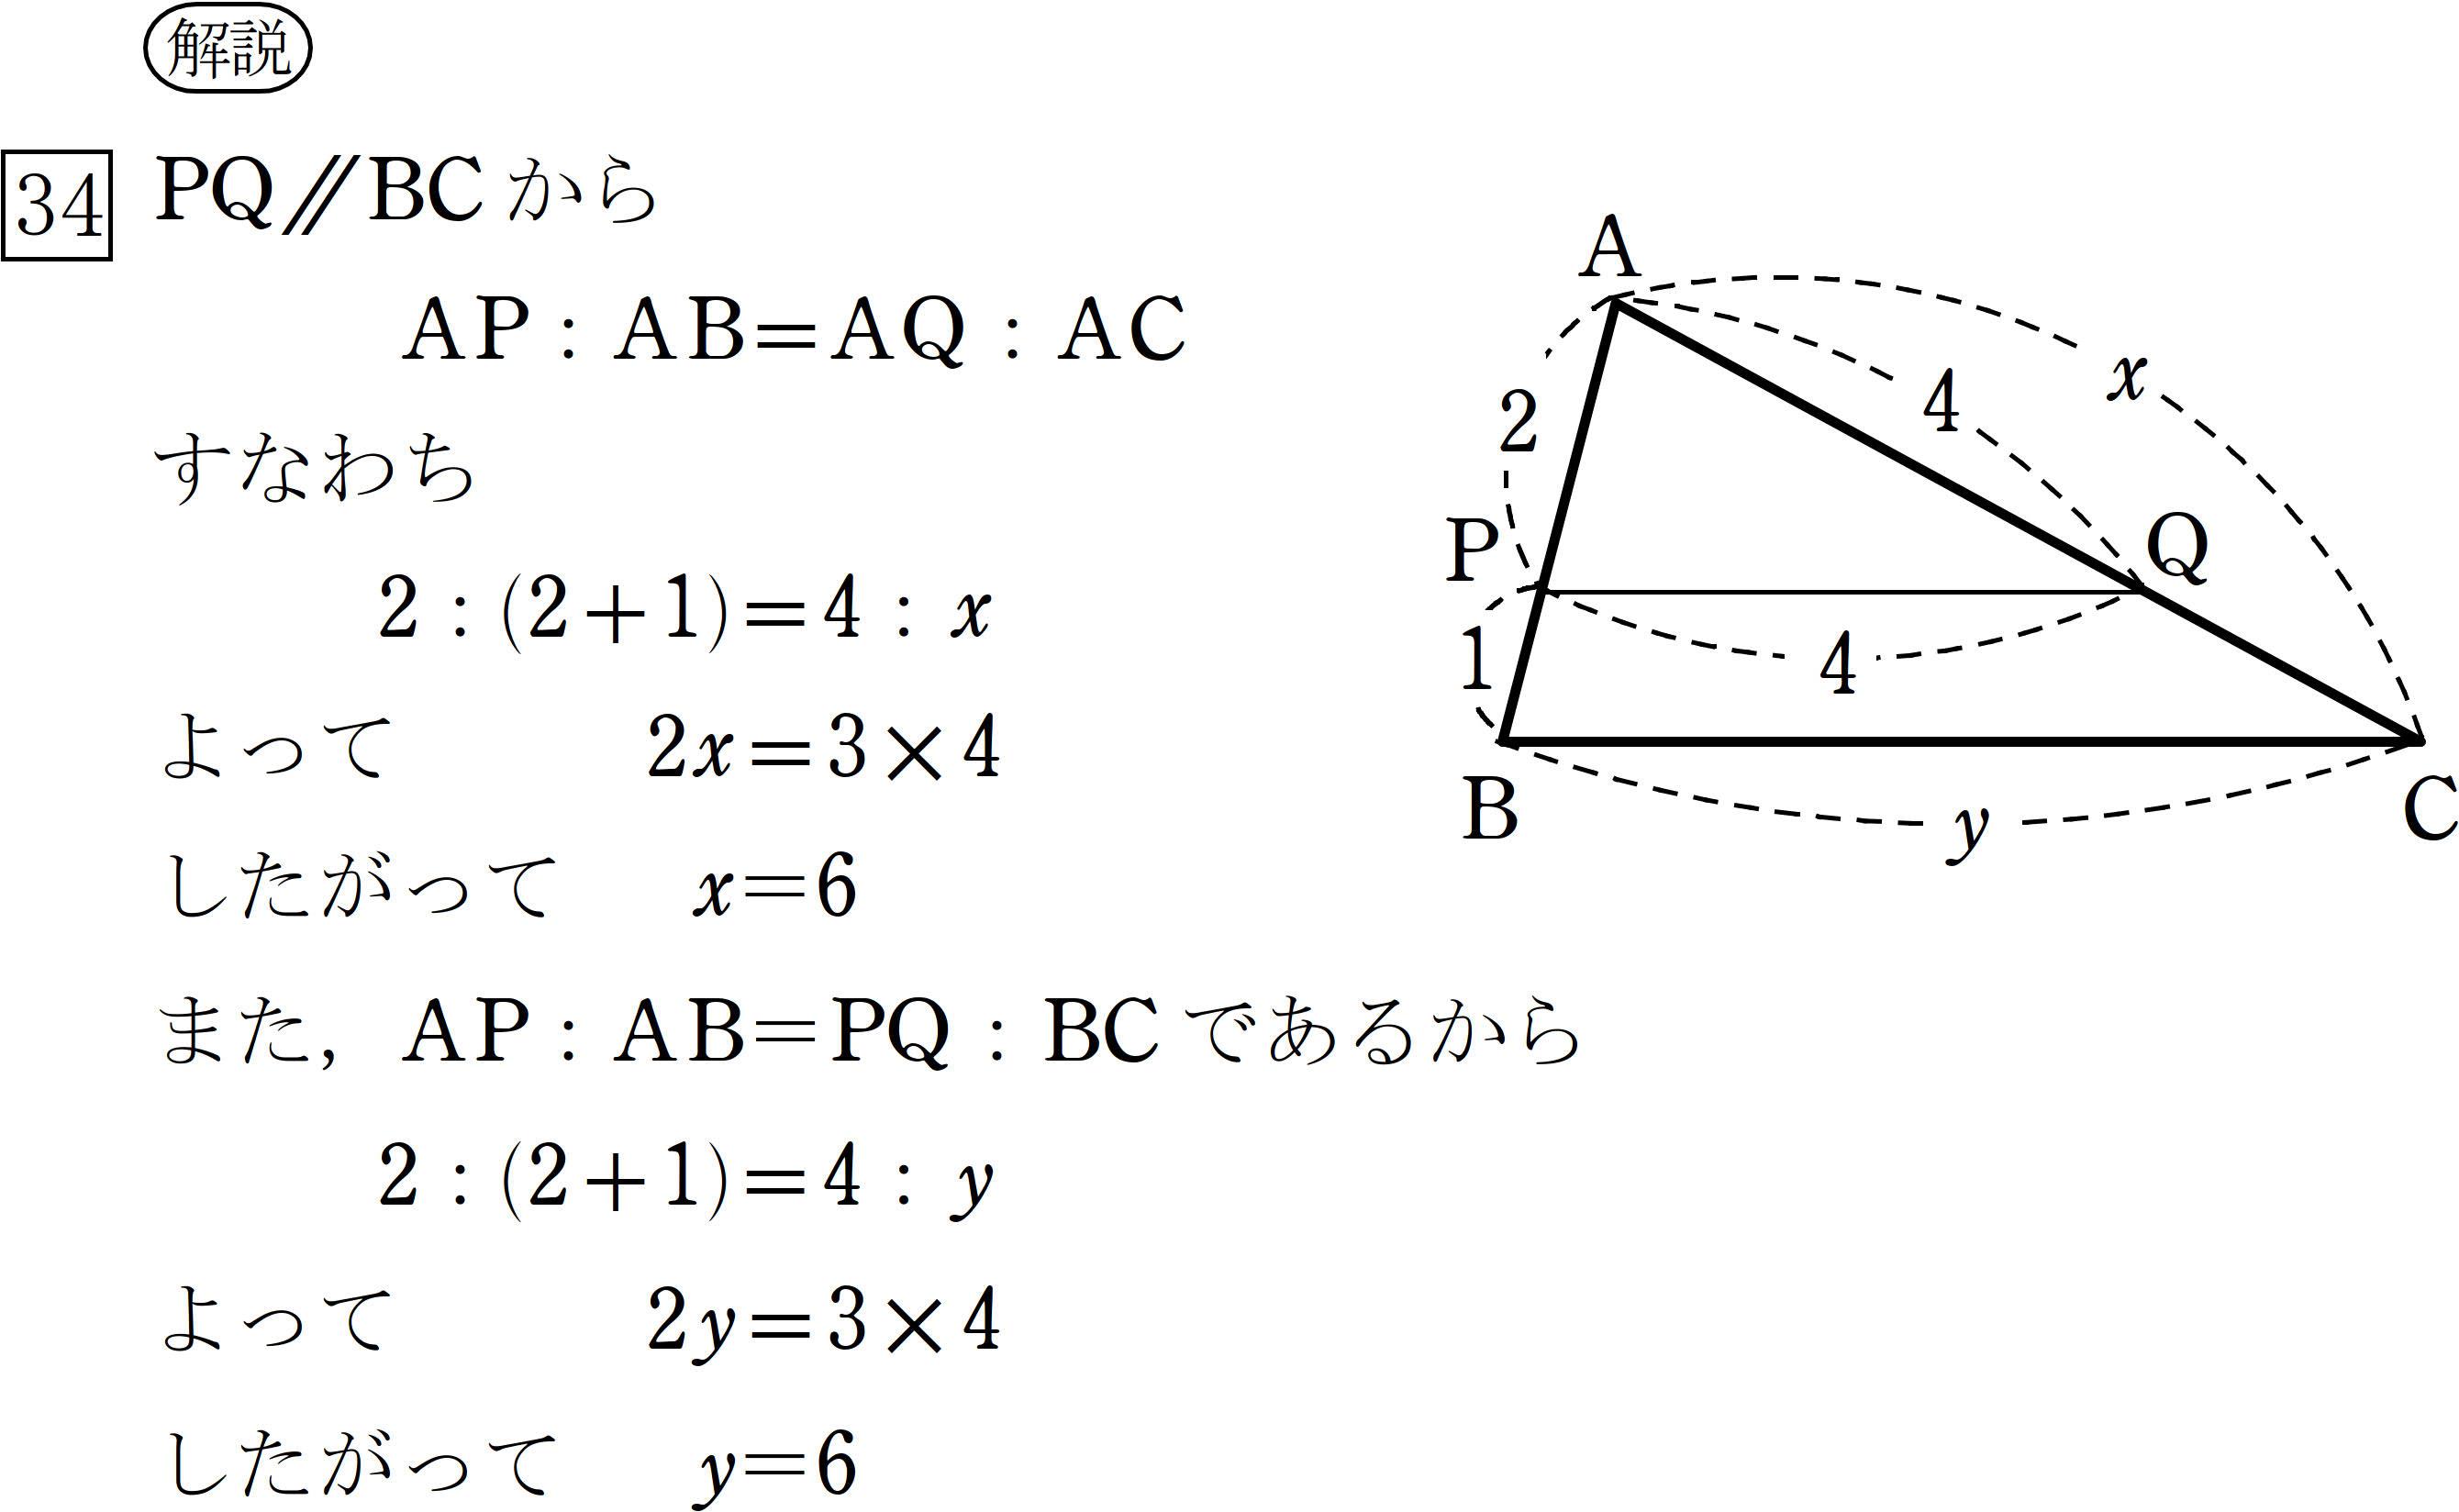 解説
34 PQ∥BC から
AP : AB=AQ : AC
すなわち
2 : (2+1)=4 : x
よって 2x=3×4
したがって x=6
また, AP : AB=PQ : BC であるから
2 : (2+1)=4 : y
よって 2y=3×4
したがって y=6
A
x
4
2
P
Q
1
4
B
y
C